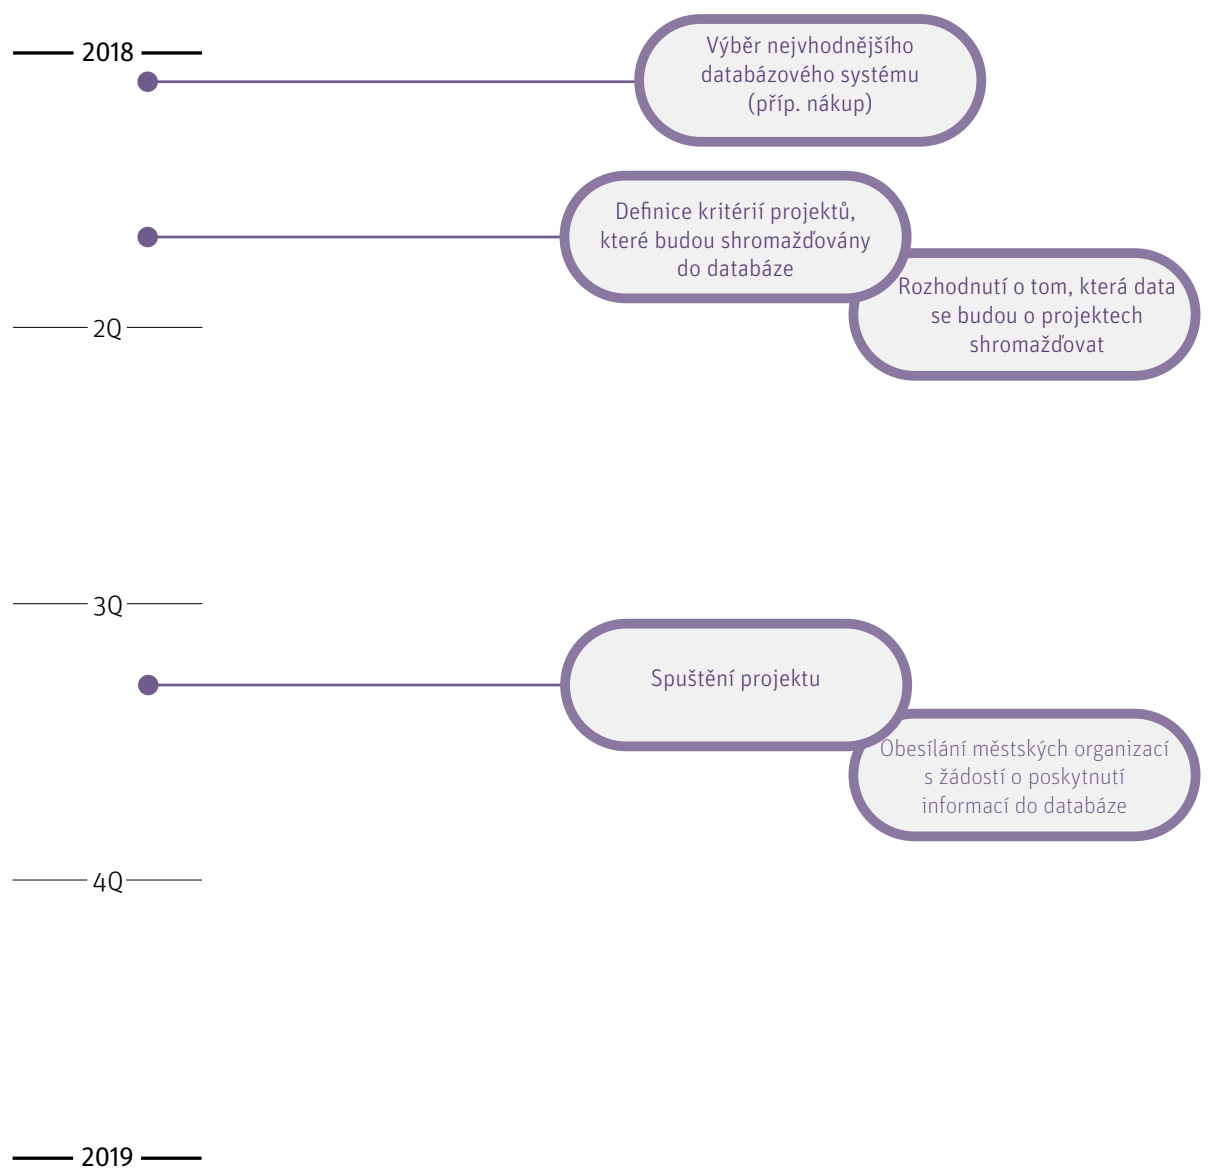 2018
Výběr nejvhodnějšího
databázového systému
(příp. nákup)
Definice kritérií projektů,
které budou shromažďovány
do databáze
Rozhodnutí o tom, která data
se budou o projektech
shromažďovat
2Q
3Q
Spuštění projektu
Obesílání městských organizací
s žádostí o poskytnutí
informací do databáze
4Q
2019